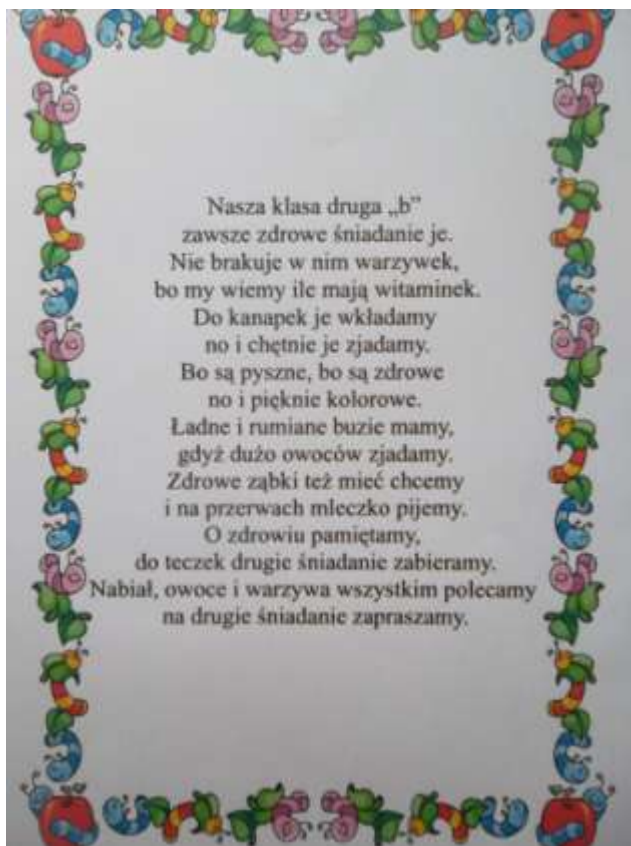 Nasza klasa druga „b”
zawsze zdrowe śniadanie je.
Nie brakuje w nim warzywek,
bo my wiemy ile mają witaminek.
Do kanapek je wkładamy
no i chętnie je zjadamy.
Bo są pyszne, bo są zdrowe
no i pięknie kolorowe.
Ładne i rumiane buzie mamy,
gdyż dużo owoców zjadamy.
Zdrowe ząbki też mieć chcemy
i na przerwach mleczko pijemy.
O zdrowiu pamiętamy,
do teczek drugie śniadanie zabieramy.
Nabiał, owoce i warzywa wszystkim polecamy
na drugie śniadanie zapraszamy.